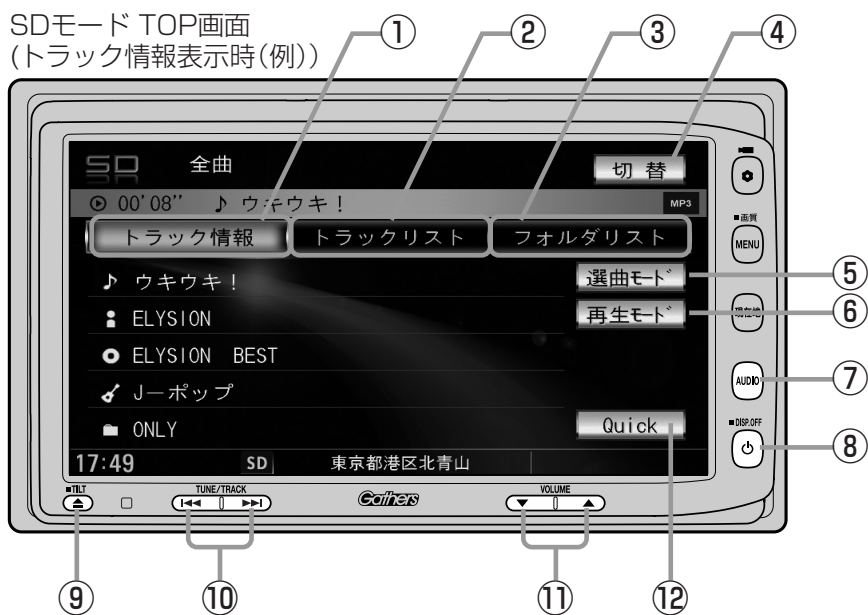 SDモード TOP画面
(トラック情報表示時(例))
① ② ③ ④
SD 全曲 切替
00'08'' ♪ ウキウキ！ MP3
トラック情報 トラックリスト フォルダリスト
■画質
MENU
♪ ウキウキ！ 選曲モード ⑤
ELYSION 再生モード 現在地 ⑥
ELYSION BEST
AUDIO ⑦
J－ポップ
ONLY Quick ■DISP.OFF ⑧
17:49 SD 東京都港区北青山
■TILT TUNE/TRACK Gathers VOLUME
⑨ ⑩ ⑪ ⑫